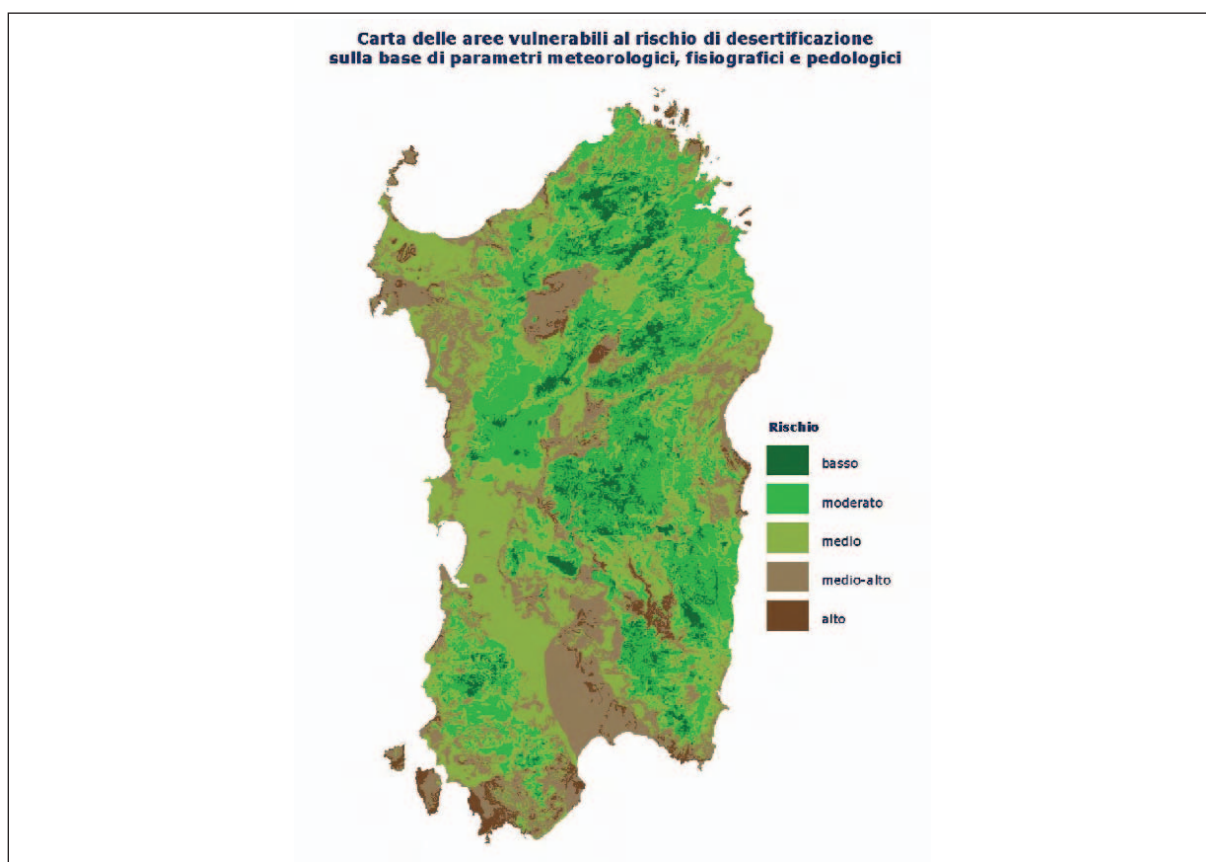 Carta delle aree vulnerabili al rischio di desertificazione
sulla base di parametri meteorologici, fisiografici e pedologici
Rischio
basso
moderato
medio
medio-alto
alto